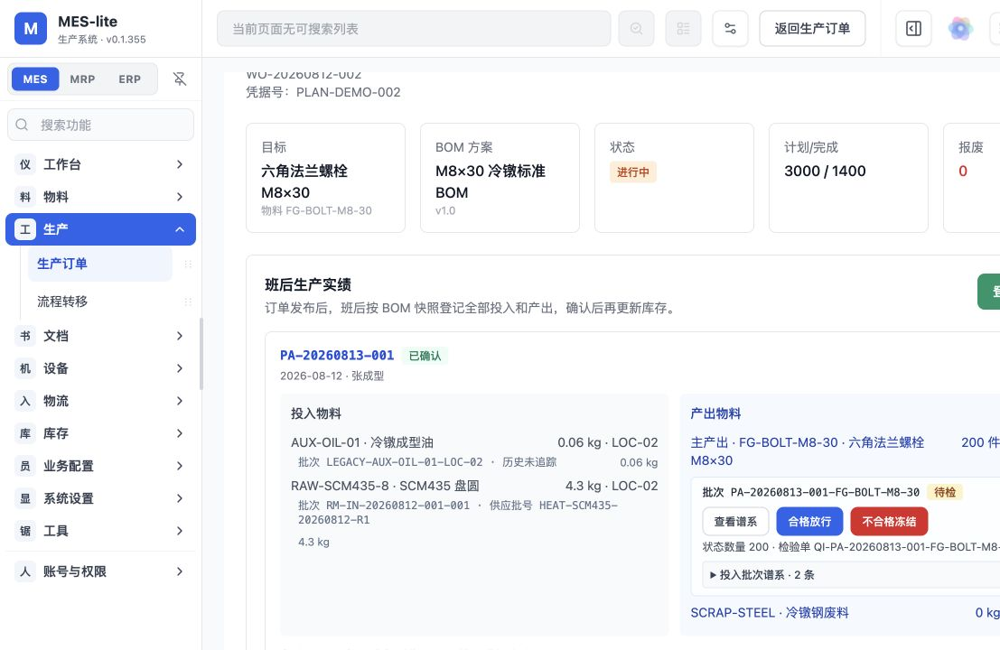 M
MES-lite
生产系统 · v0.1.355
当前页面无可搜索列表
返回生产订单
MES
MRP
ERP
搜索功能
仪 工作台
料 物料
工 生产
生产订单
流程转移
书 文档
机 设备
入 物流
库 库存
员 业务配置
显 系统设置
锯 工具
人 账号与权限
WO-20260812-002
凭据号：PLAN-DEMO-002
目标
六角法兰螺栓
M8×30
物料 FG-BOLT-M8-30
BOM 方案
M8×30 冷镦标准
BOM
v1.0
状态
进行中
计划/完成
3000 / 1400
报废
0
班后生产实绩
订单发布后，班后按 BOM 快照登记全部投入和产出，确认后再更新库存。
PA-20260813-001 已确认
2026-08-12 · 张成型
投入物料
AUX-OIL-01 · 冷镦成型油 0.06 kg · LOC-02
批次 LEGACY-AUX-OIL-01-LOC-02 · 历史未追踪 0.06 kg
RAW-SCM435-8 · SCM435 盘圆 4.3 kg · LOC-02
批次 RM-IN-20260812-001-001 · 供应批号 HEAT-SCM435-
20260812-R1
4.3 kg
产出物料
主产出 · FG-BOLT-M8-30 · 六角法兰螺栓 200 件
M8×30
批次 PA-20260813-001-FG-BOLT-M8-30 待检
查看谱系
合格放行
不合格冻结
状态数量 200 · 检验单 QI-PA-20260813-001-FG-BOLT-M8-
▶ 投入批次谱系 · 2 条
SCRAP-STEEL · 冷镦钢废料 0 kg